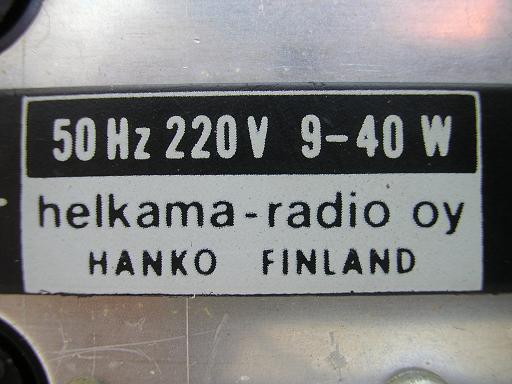 50 Hz 220 V 9-40 W
helkama-radio oy
HANKO FINLAND